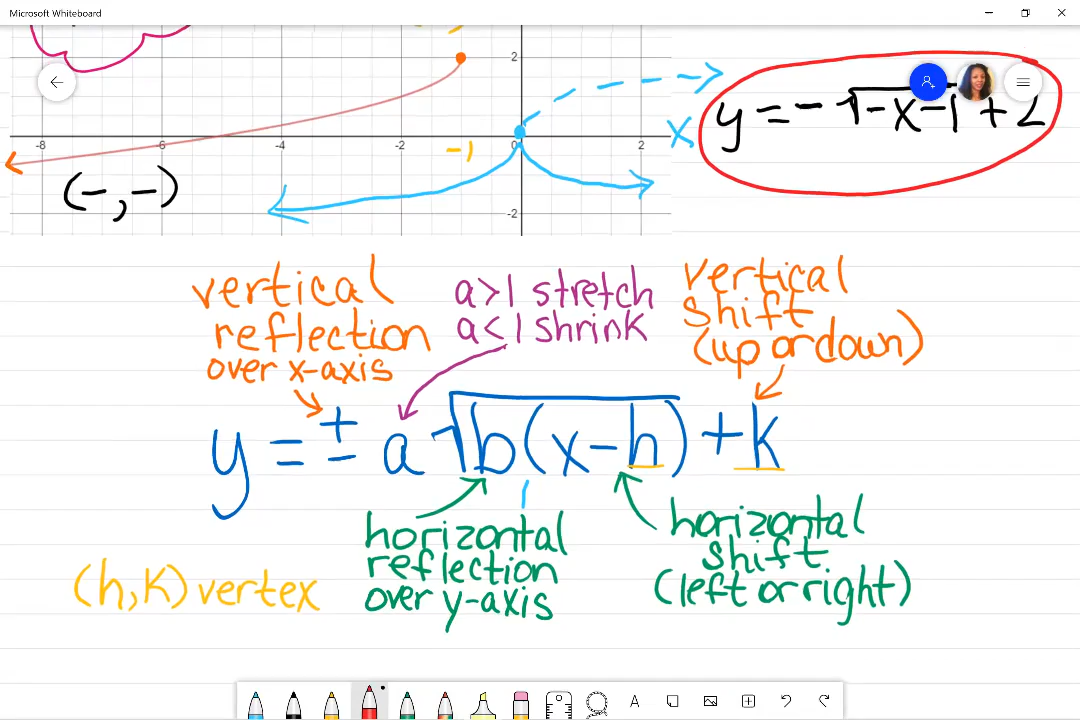 Microsoft Whiteboard
2
-8 -6 -4 -2 0 2
-1
-2
x
(-,-)
y = -√-x-1 + 2
vertical
reflection
over x-axis
a>1 stretch
a<1 shrink
vertical
shift
(up or down)
y = ± a √b(x-h) + k
horizontal
reflection
over y-axis
horizontal
shift
(left or right)
(h,k) vertex
A